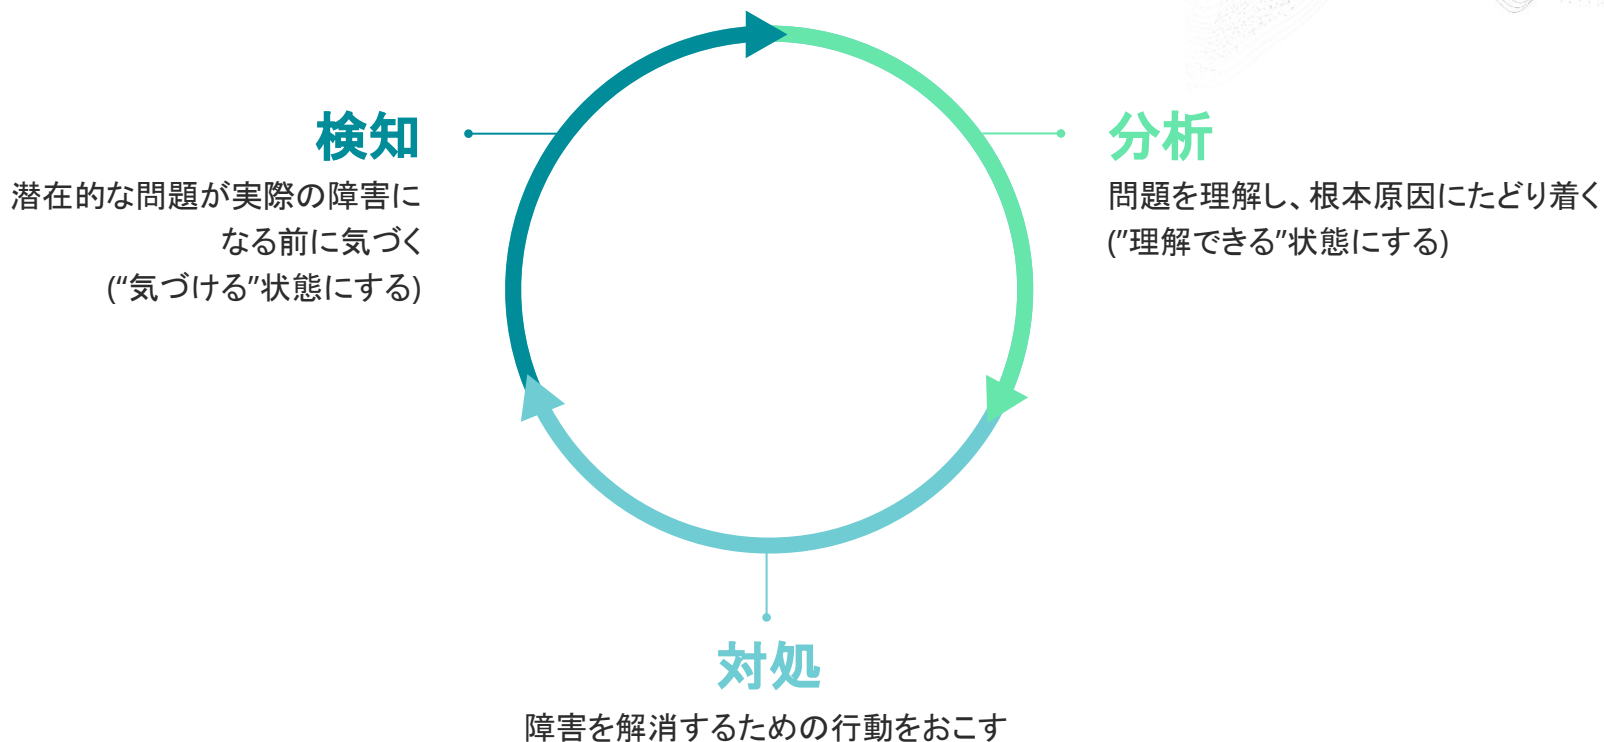 検知
潜在的な問題が実際の障害に
なる前に気づく
(“気づける”状態にする)
分析
問題を理解し、根本原因にたどり着く
(”理解できる”状態にする)
対処
障害を解消するための行動をおこす